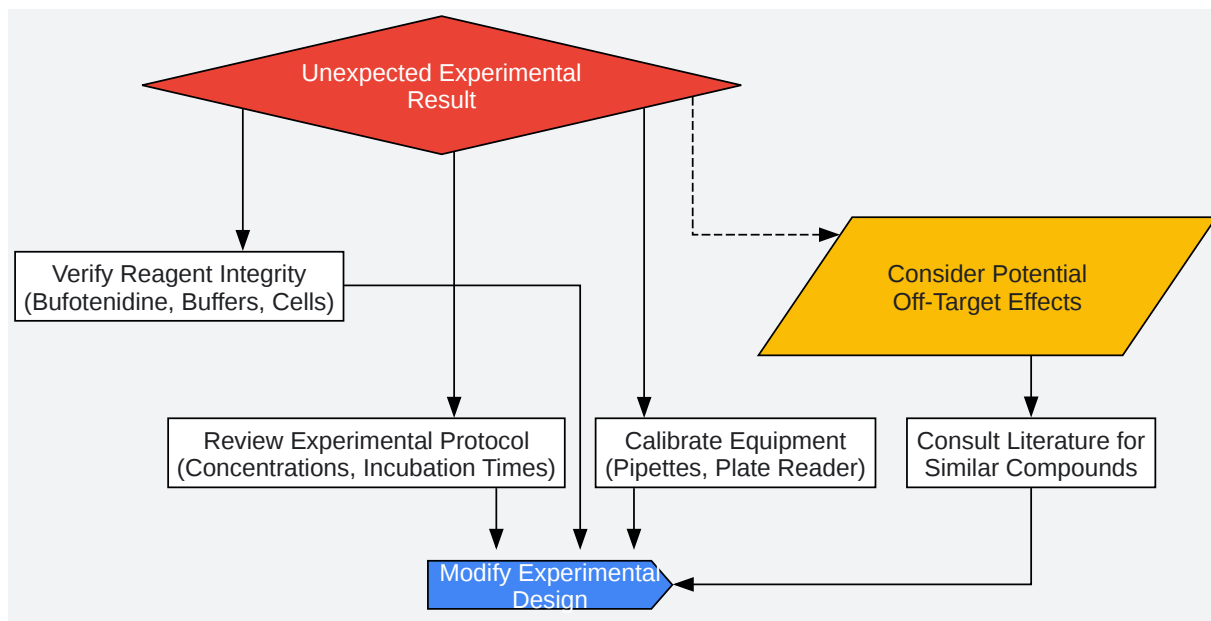 Unexpected Experimental
Result
Consider Potential
Off-Target Effects
Verify Reagent Integrity
(Bufotenidine, Buffers, Cells)
Review Experimental Protocol
(Concentrations, Incubation Times)
Calibrate Equipment
(Pipettes, Plate Reader)
Consult Literature for
Similar Compounds
Modify Experimental
Design